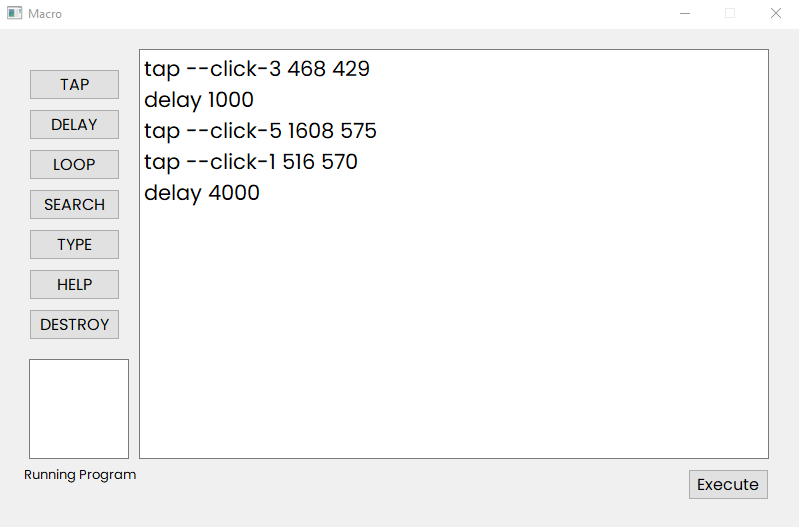 Macro
TAP
DELAY
LOOP
SEARCH
TYPE
HELP
DESTROY
tap --click-3 468 429
delay 1000
tap --click-5 1608 575
tap --click-1 516 570
delay 4000
Running Program
Execute